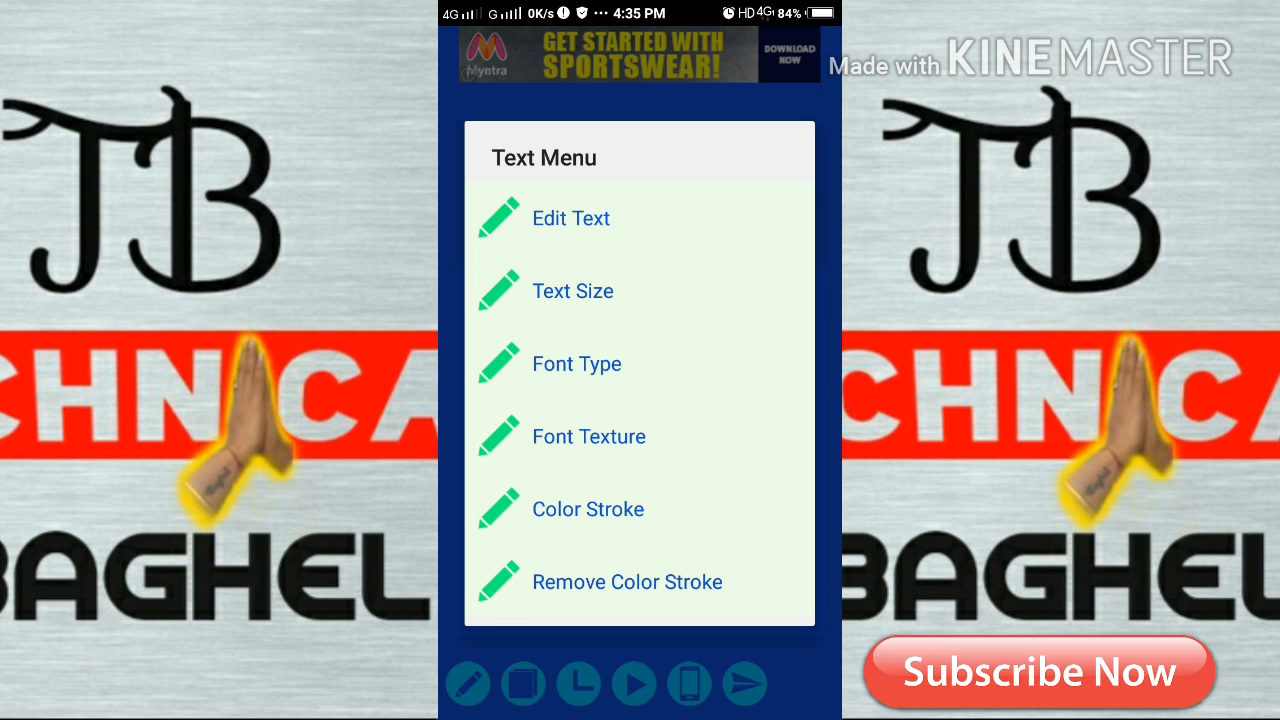 4G G 0K/s 4:35 PM HD 4G 84%
Myntra
GET STARTED WITH
SPORTSWEAR!
DOWNLOAD
NOW
Made with KINEMASTER
Text Menu
Edit Text
Text Size
Font Type
Font Texture
Color Stroke
Remove Color Stroke
JB
CHNICA
BAGHEL
JB
CHNICA
BAGHEL
Subscribe Now